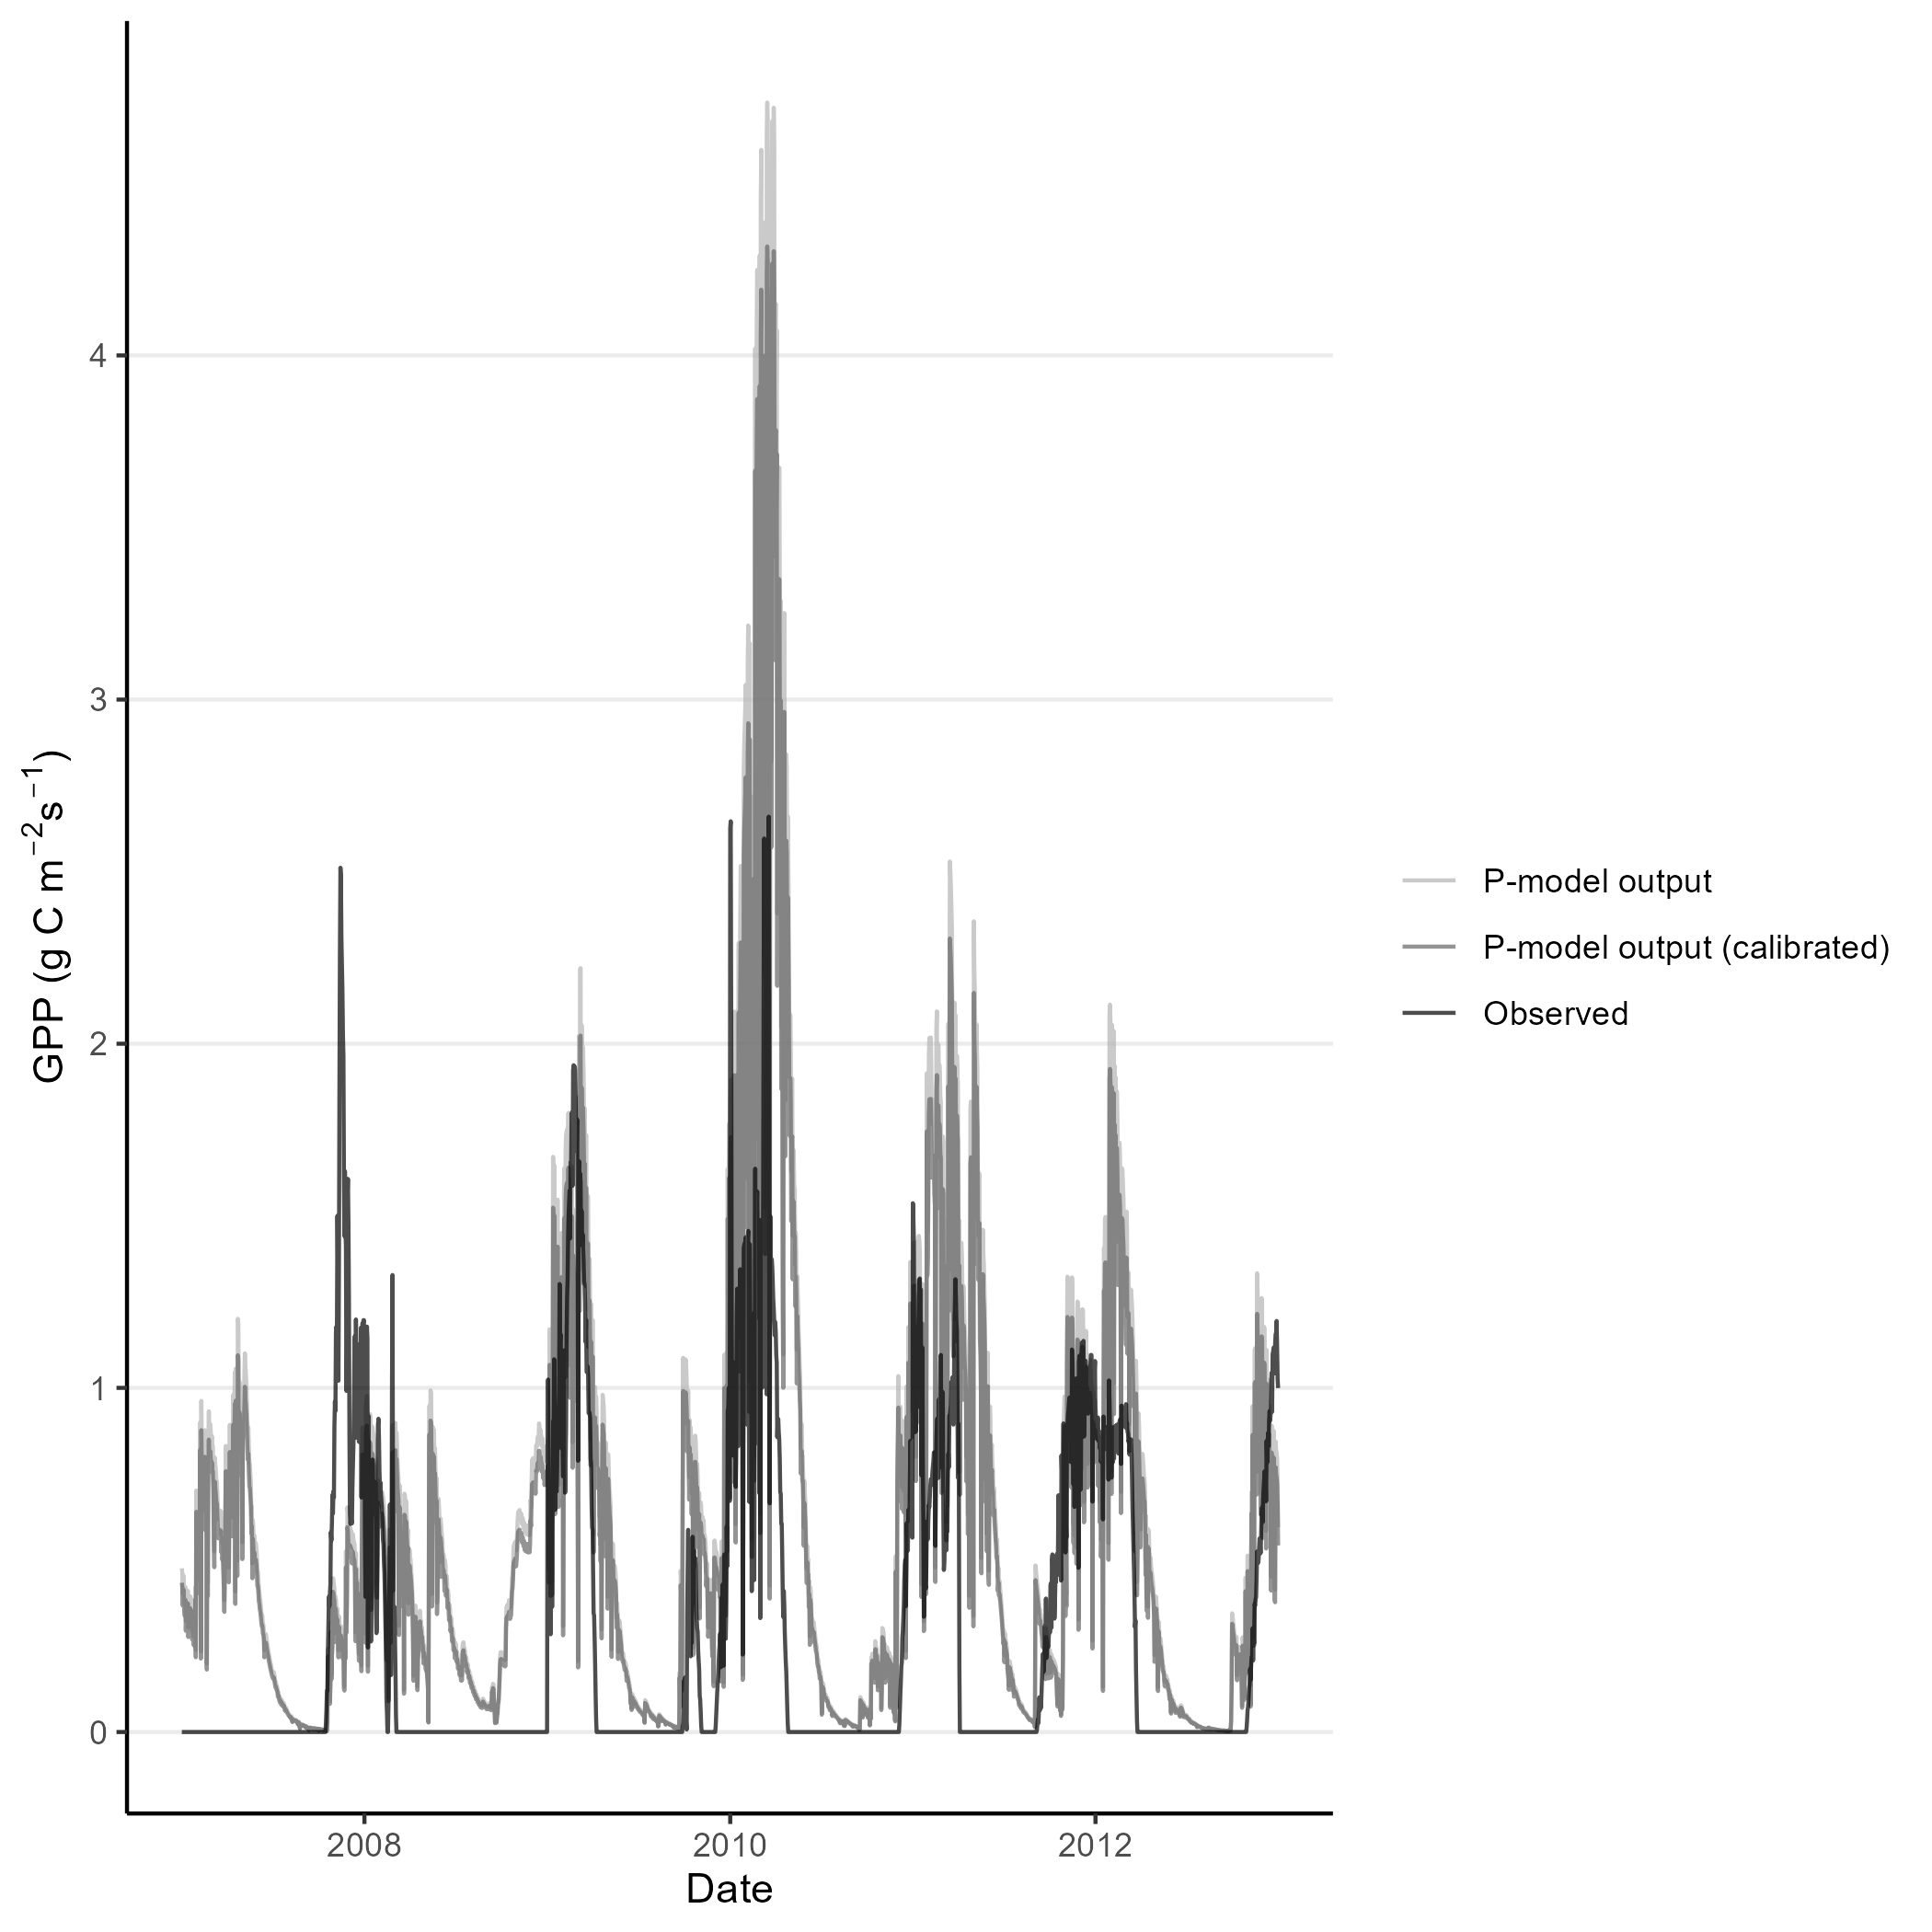 4
3
2
1
0
GPP (g C m⁻²s⁻¹)
2008
2010
2012
Date
P-model output
P-model output (calibrated)
Observed